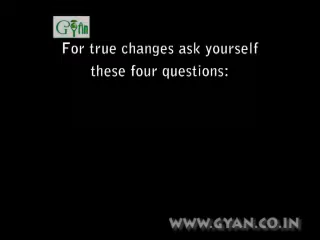 Gyan
For true changes ask yourself
these four questions:
WWW.GYAN.CO.IN